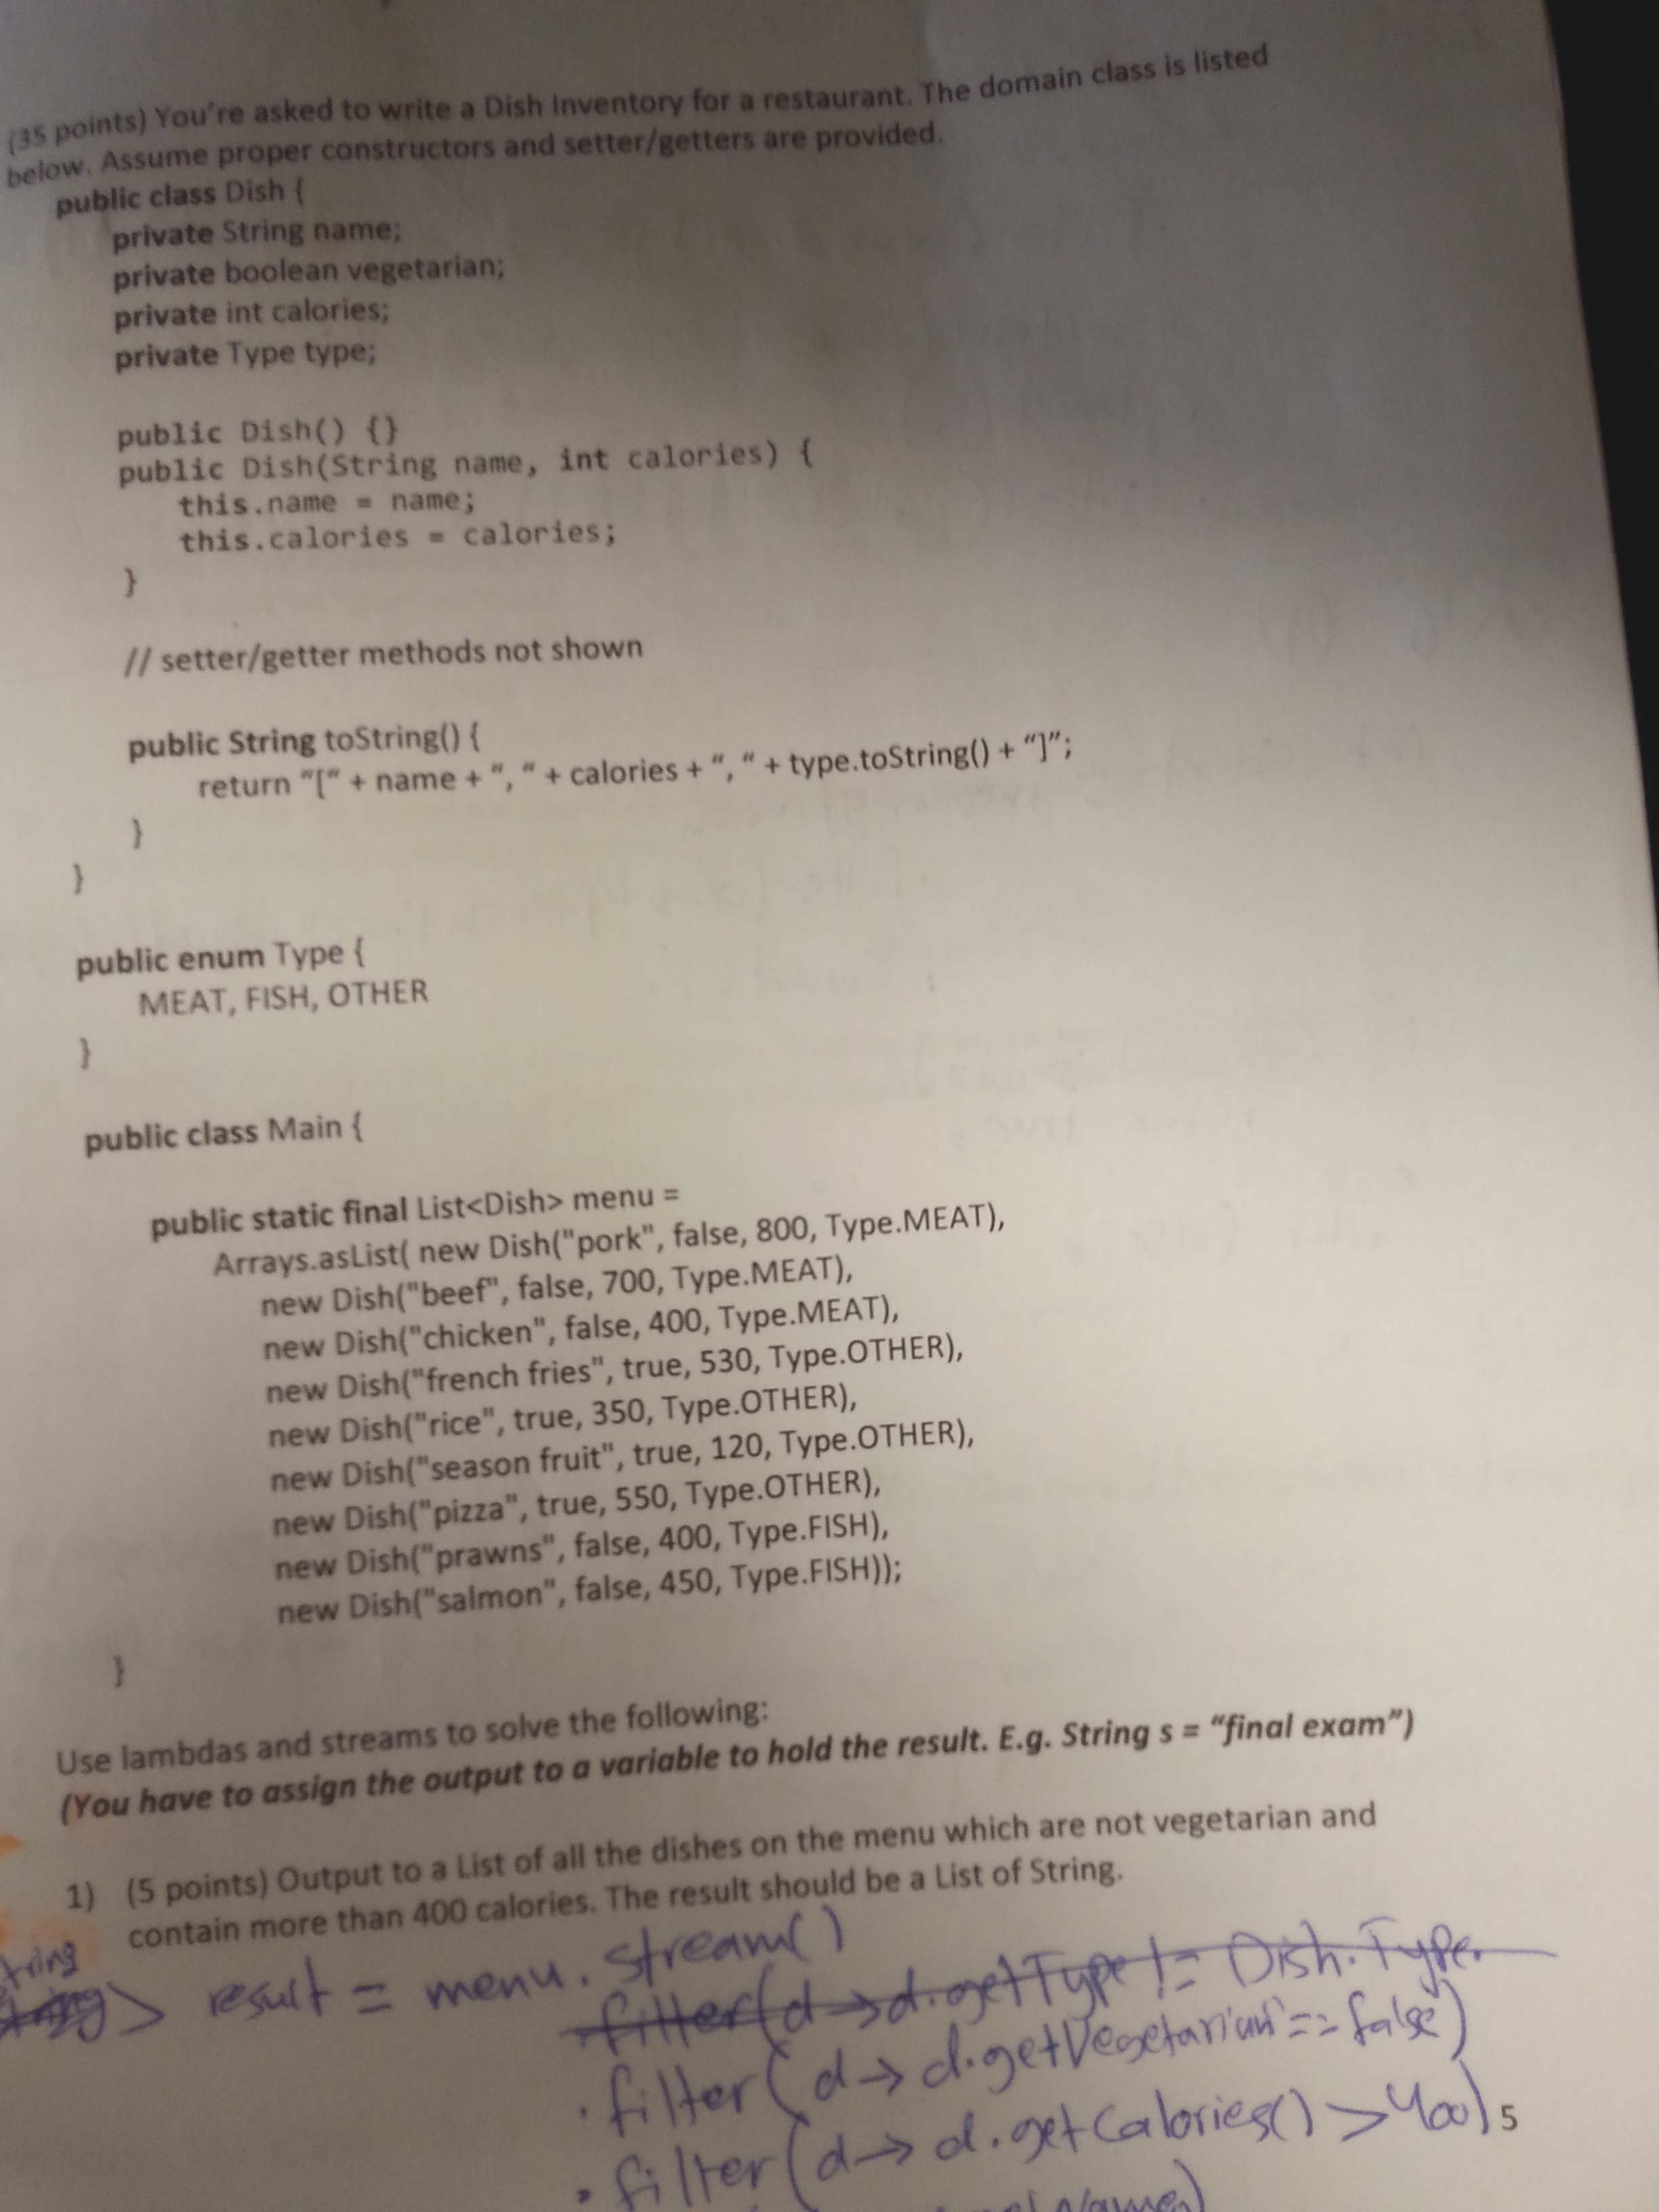 (35 points) You're asked to write a Dish Inventory for a restaurant. The domain class is listed
below. Assume proper constructors and setter/getters are provided.
public class Dish {
private String name;
private boolean vegetarian;
private int calories;
private Type type;
public Dish() {}
public Dish(String name, int calories) {
this.name = name;
this.calories = calories;
}
// setter/getter methods not shown
public String toString() {
return “[“ + name + “, “ + calories + “, “ + type.toString() + “]”;
}
}
public enum Type {
MEAT, FISH, OTHER
}
public class Main {
public static final List<Dish> menu =
Arrays.asList( new Dish("pork", false, 800, Type.MEAT),
new Dish("beef", false, 700, Type.MEAT),
new Dish("chicken", false, 400, Type.MEAT),
new Dish("french fries", true, 530, Type.OTHER),
new Dish("rice", true, 350, Type.OTHER),
new Dish("season fruit", true, 120, Type.OTHER),
new Dish("pizza", true, 550, Type.OTHER),
new Dish("prawns", false, 400, Type.FISH),
new Dish("salmon", false, 450, Type.FISH));
}
Use lambdas and streams to solve the following:
(You have to assign the output to a variable to hold the result. E.g. String s = “final exam”)
1) (5 points) Output to a List of all the dishes on the menu which are not vegetarian and
contain more than 400 calories. The result should be a List of String.
tring
> result = menu.stream()
.filter(d->d.getType != Dish.Type.
.filter(d->d.getVegetarian==false)
.filter(d->d.getCalories()>400)
5
Name)